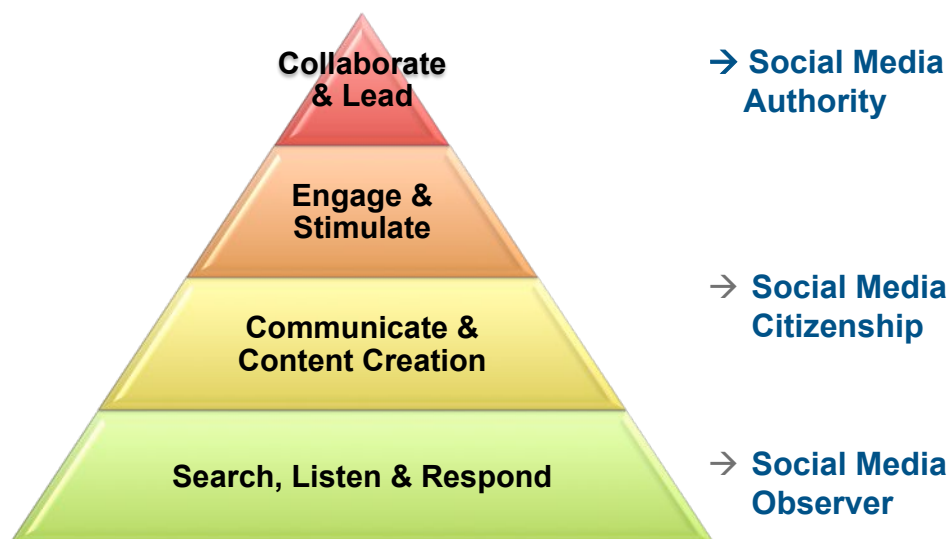 Collaborate
& Lead
→ Social Media
Authority
Engage &
Stimulate
Communicate &
Content Creation
→ Social Media
Citizenship
Search, Listen & Respond
→ Social Media
Observer